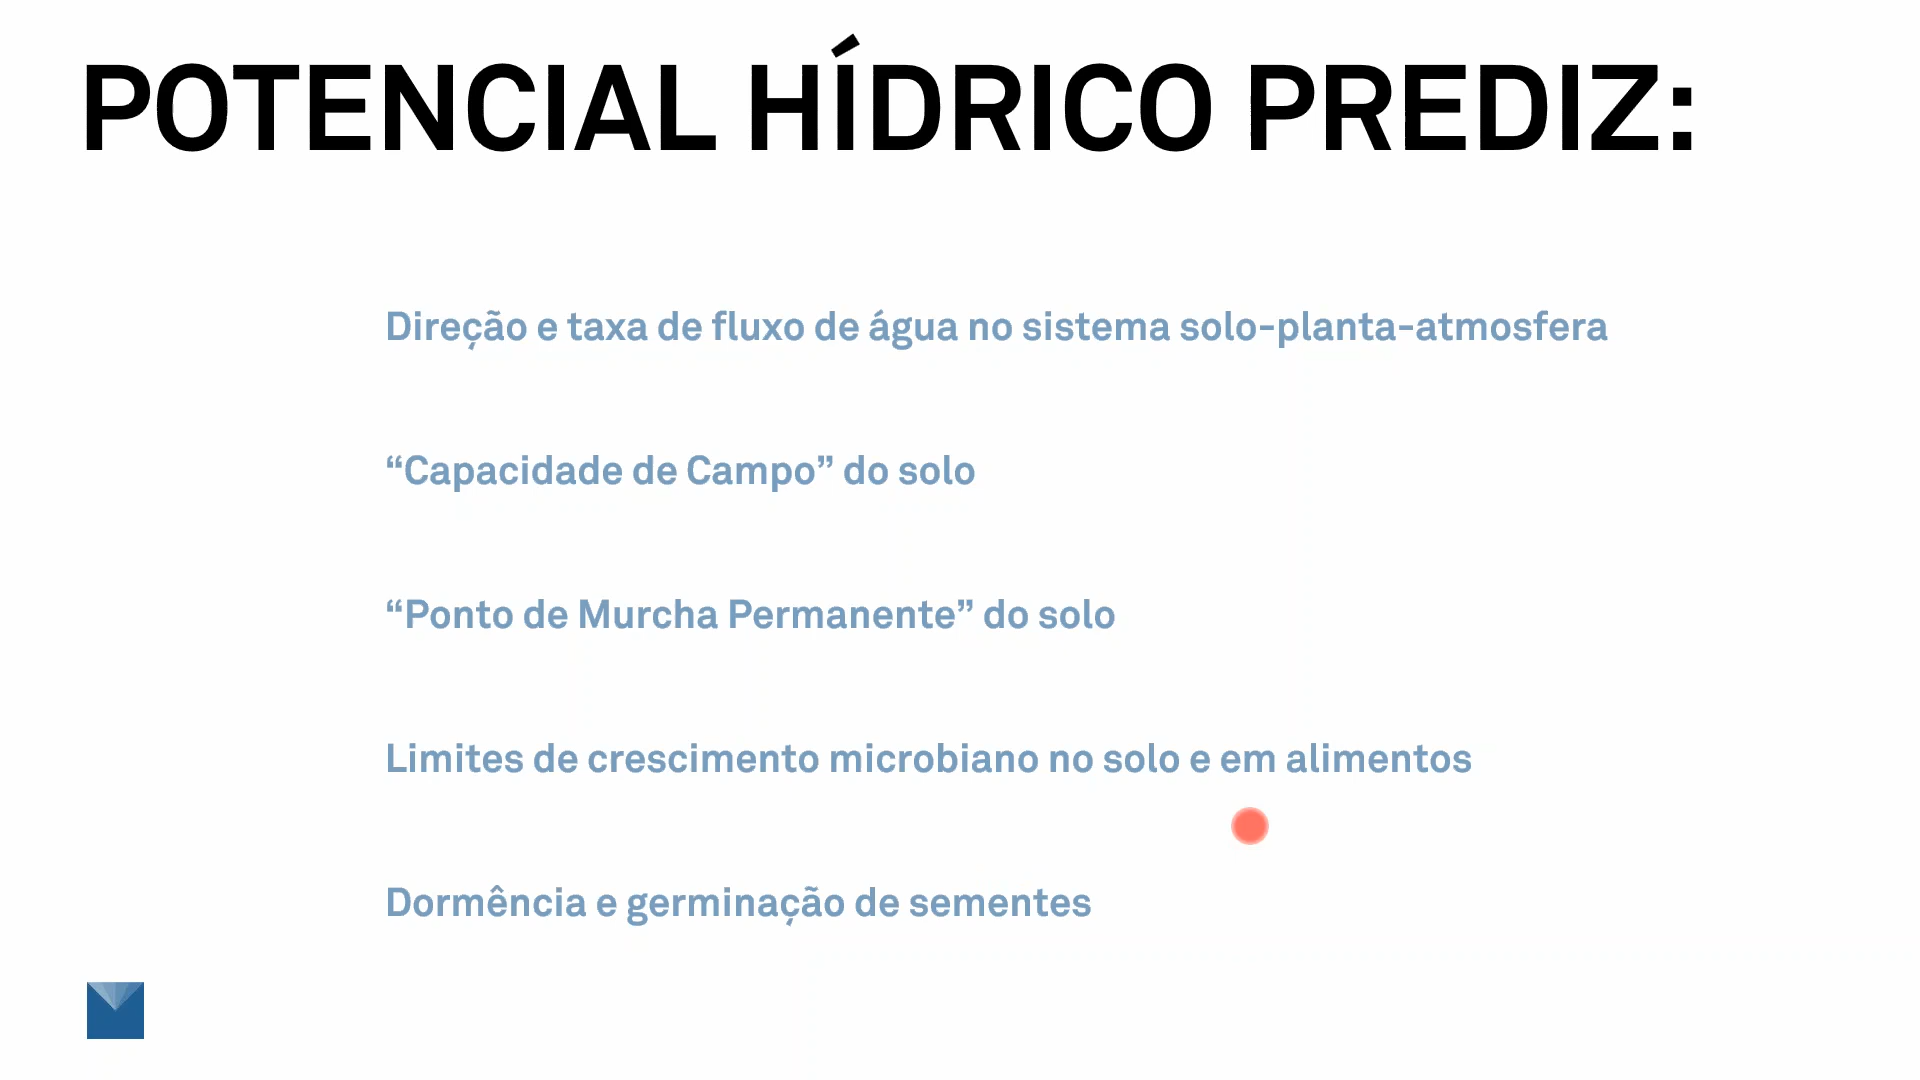 POTENCIAL HÍDRICO PREDIZ:
Direção e taxa de fluxo de água no sistema solo-planta-atmosfera
“Capacidade de Campo” do solo
“Ponto de Murcha Permanente” do solo
Limites de crescimento microbiano no solo e em alimentos
Dormência e germinação de sementes